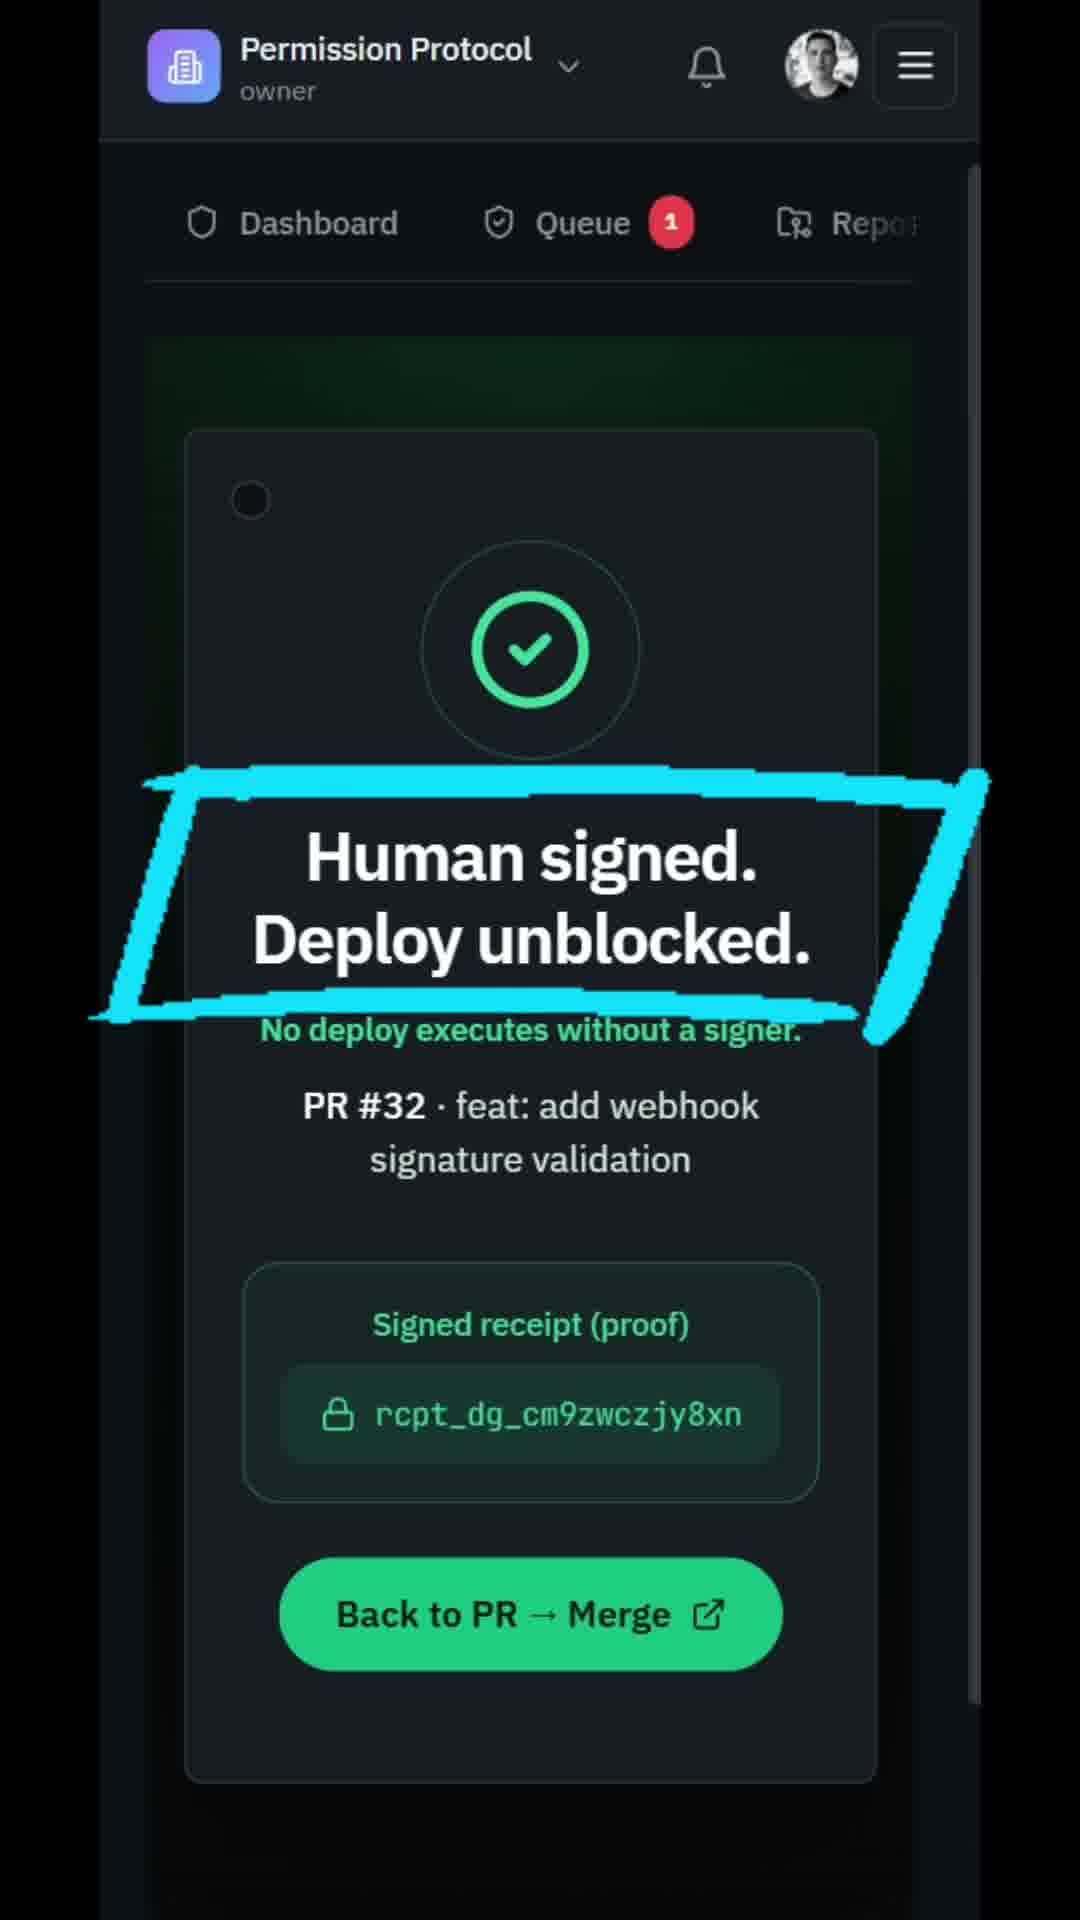 Permission Protocol
owner
Dashboard
Queue 1
Human signed.
Deploy unblocked.
No deploy executes without a signer.
PR #32 · feat: add webhook
signature validation
Signed receipt (proof)
rcpt_dg_cm9zwczjy8xn
Back to PR → Merge